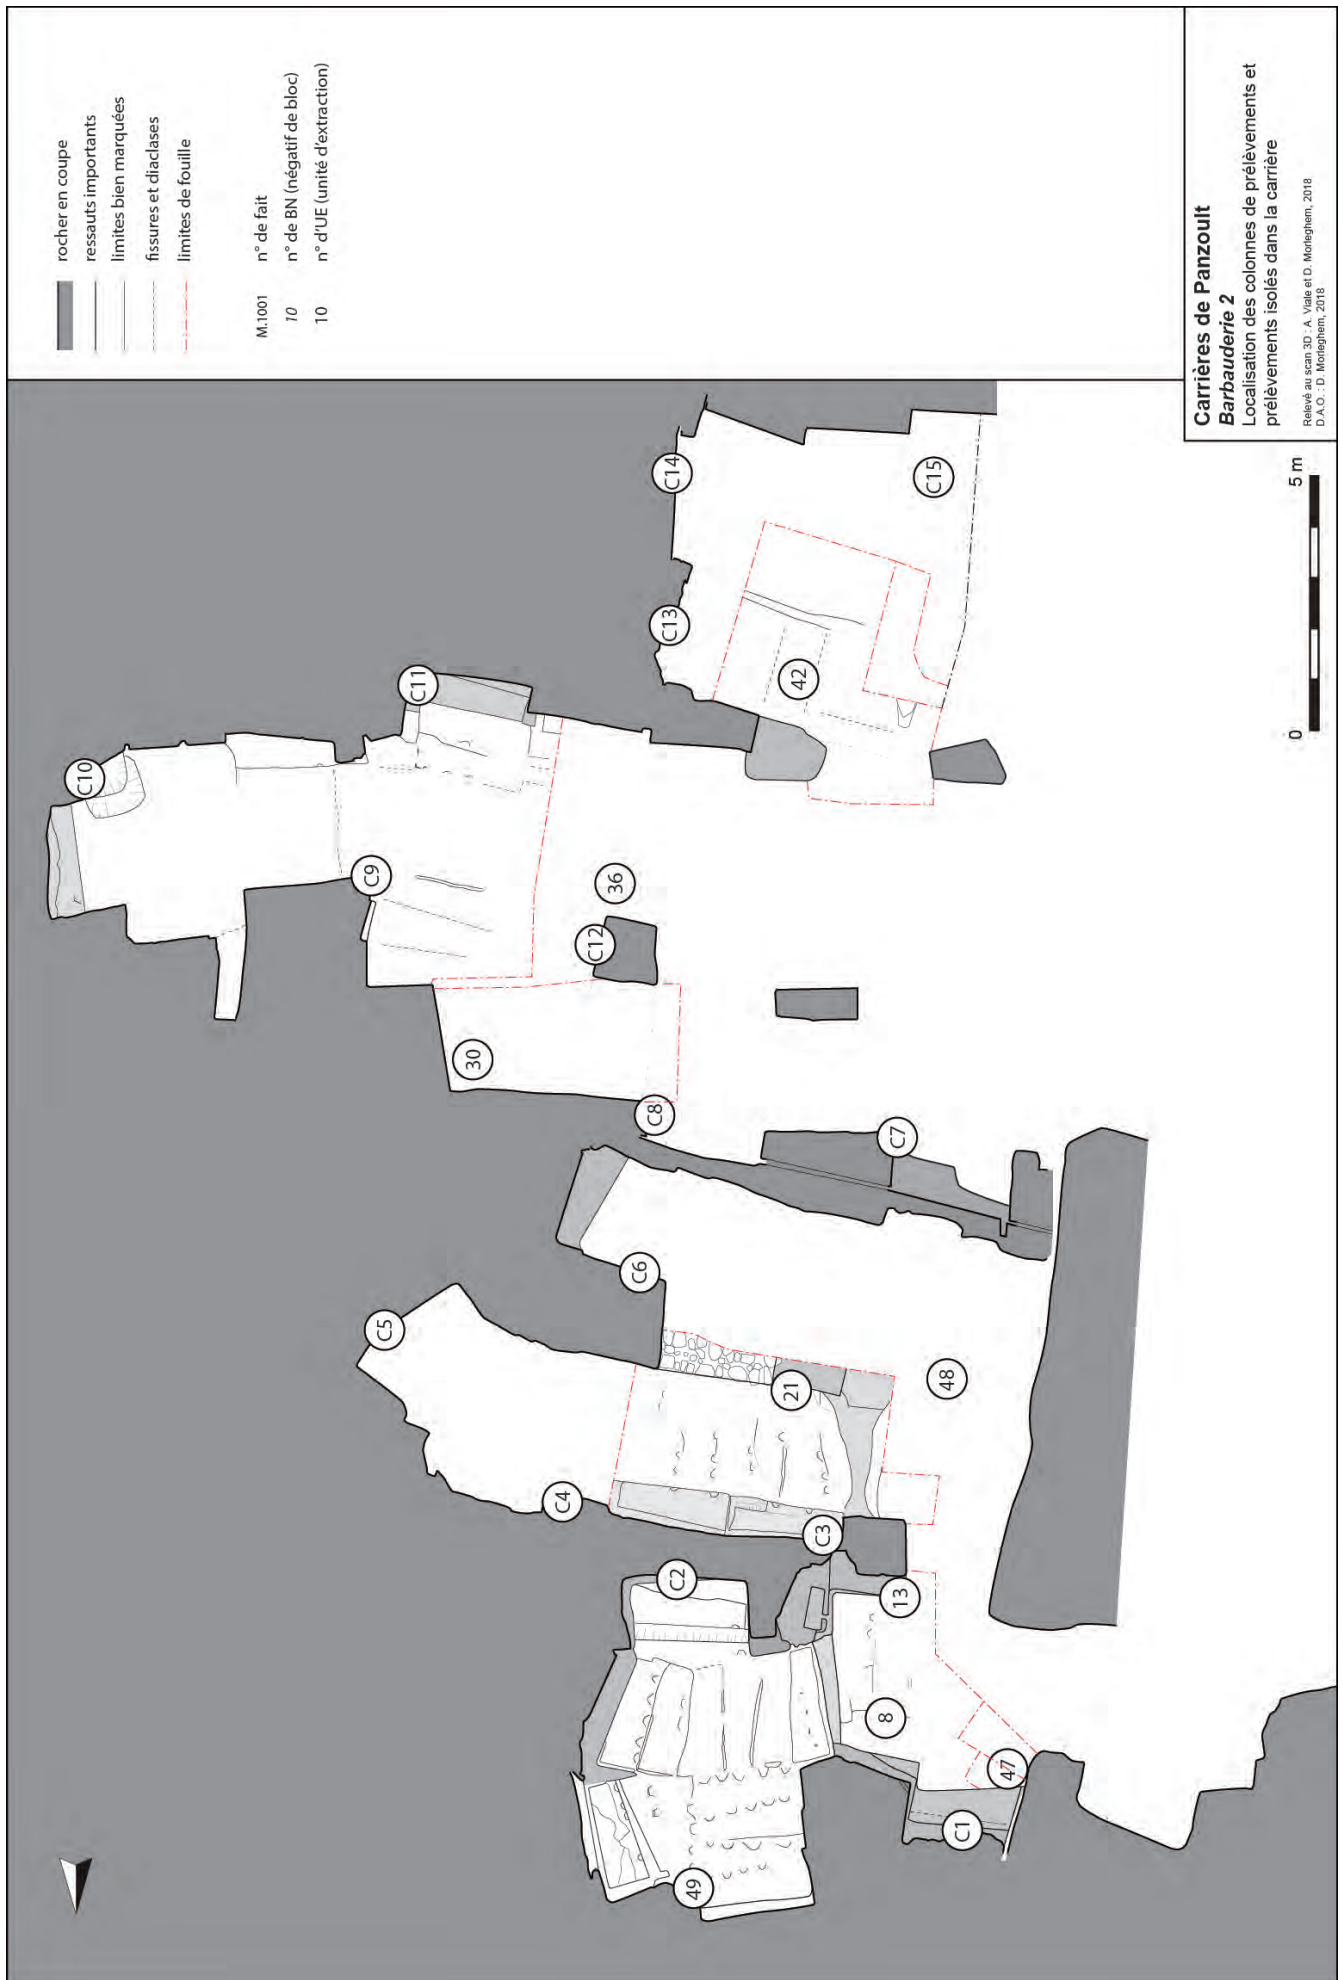 rocher en coupe
ressauts importants
limites bien marquées
fissures et diaclases
limites de fouille
M.1001 n° de fait
10 n° de BN (négatif de bloc)
10 n° d'UE (unité d'extraction)
Carrières de Panzoult
Barbauderie 2
Localisation des colonnes de prélèvements et
prélèvements isolés dans la carrière
Relevé au scan 3D : A. Viale et D. Morleghem, 2018
D.A.O. : D. Morleghem, 2018
0 5 m
C10
C11
C9
C14
C13
42
C15
36
C12
30
C8
C7
C6
C5
C4
21
48
C3
C2
13
8
47
C1
49